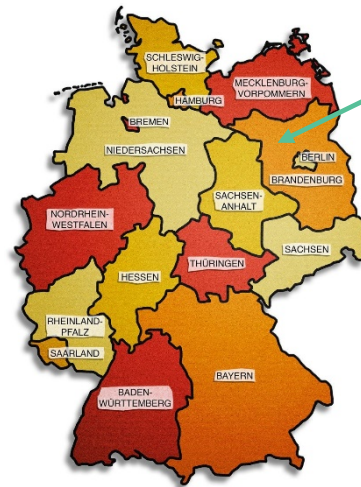 SCHLESWIG-
HOLSTEIN
MECKLENBURG-
VORPOMMERN
HAMBURG
BREMEN
NIEDERSACHSEN
BERLIN
BRANDENBURG
SACHSEN-
ANHALT
NORDRHEIN-
WESTFALEN
SACHSEN
HESSEN
THÜRINGEN
RHEINLAND-
PFALZ
SAARLAND
BAYERN
BADEN-
WÜRTTEMBERG